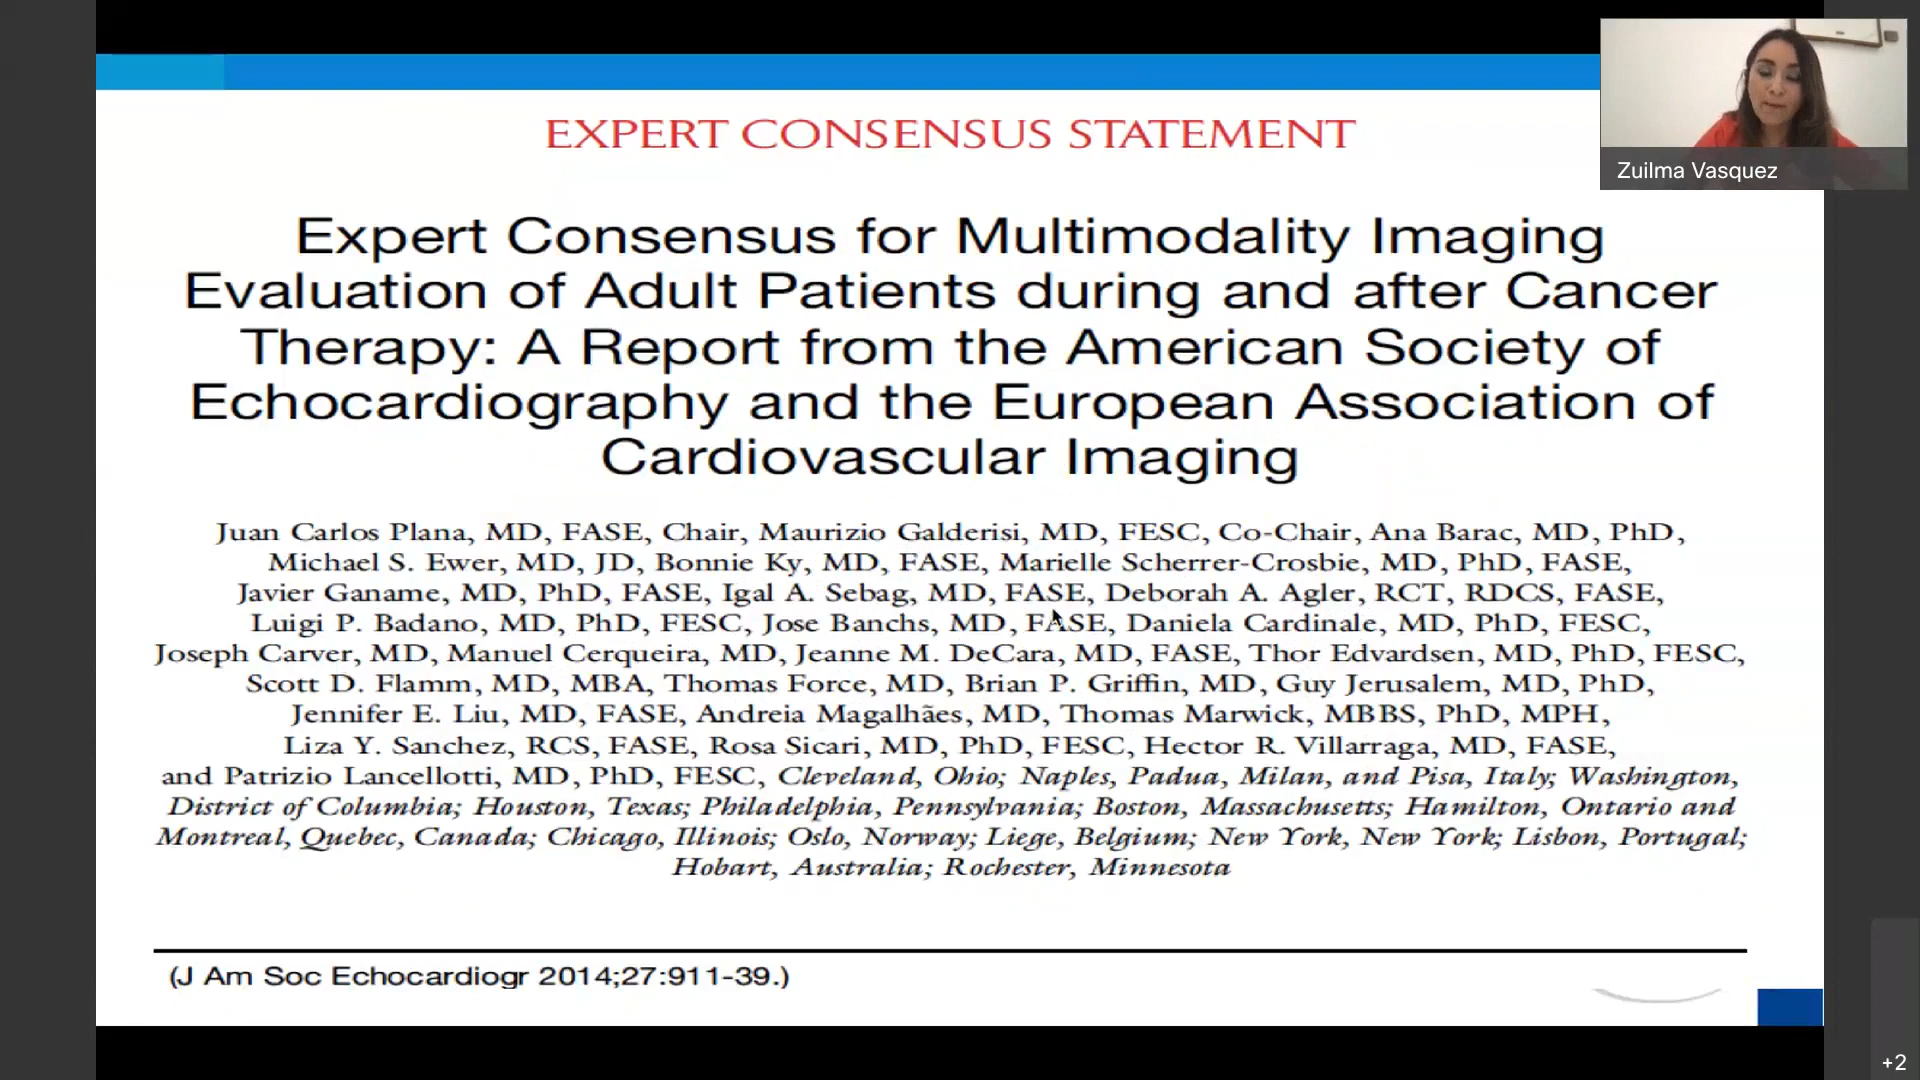 EXPERT CONSENSUS STATEMENT
Zuilma Vasquez
Expert Consensus for Multimodality Imaging
Evaluation of Adult Patients during and after Cancer
Therapy: A Report from the American Society of
Echocardiography and the European Association of
Cardiovascular Imaging
Juan Carlos Plana, MD, FASE, Chair, Maurizio Galderisi, MD, FESC, Co-Chair, Ana Barac, MD, PhD,
Michael S. Ewer, MD, JD, Bonnie Ky, MD, FASE, Marielle Scherrer-Crosbie, MD, PhD, FASE,
Javier Ganame, MD, PhD, FASE, Igal A. Sebag, MD, FASE, Deborah A. Agler, RCT, RDCS, FASE,
Luigi P. Badano, MD, PhD, FESC, Jose Banchs, MD, FASE, Daniela Cardinale, MD, PhD, FESC,
Joseph Carver, MD, Manuel Cerqueira, MD, Jeanne M. DeCara, MD, FASE, Thor Edvardsen, MD, PhD, FESC,
Scott D. Flamm, MD, MBA, Thomas Force, MD, Brian P. Griffin, MD, Guy Jerusalem, MD, PhD,
Jennifer E. Liu, MD, FASE, Andreia Magalhães, MD, Thomas Marwick, MBBS, PhD, MPH,
Liza Y. Sanchez, RCS, FASE, Rosa Sicari, MD, PhD, FESC, Hector R. Villarraga, MD, FASE,
and Patrizio Lancellotti, MD, PhD, FESC, Cleveland, Ohio; Naples, Padua, Milan, and Pisa, Italy; Washington,
District of Columbia; Houston, Texas; Philadelphia, Pennsylvania; Boston, Massachusetts; Hamilton, Ontario and
Montreal, Quebec, Canada; Chicago, Illinois; Oslo, Norway; Liege, Belgium; New York, New York; Lisbon, Portugal;
Hobart, Australia; Rochester, Minnesota
(J Am Soc Echocardiogr 2014;27:911-39.)
+2